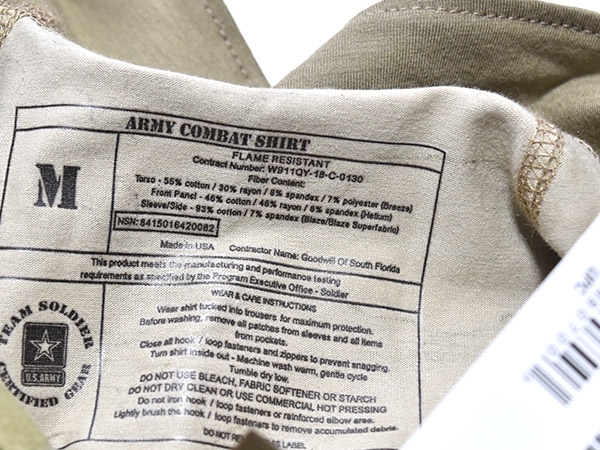 ARMY COMBAT SHIRT
M
FLAME RESISTANT
Contract Number: W911QY-18-C-0130
Fiber Content:
Torso - 55% cotton / 30% rayon / 8% spandex / 7% polyester (Breeze)
Front Panel - 46% cotton / 46% rayon / 8% spandex (Helium)
Sleeve/Side - 93% cotton / 7% spandex (Blaze/Blaze Superfabric)
NSN: 8415016420082
Made in USA Contractor Name: Goodwill Of South Florida
This product meets the manufacturing and performance testing
requirements as specified by the Program Executive Office - Soldier
TEAM SOLDIER
U.S.ARMY
CERTIFIED GEAR
WEAR & CARE INSTRUCTIONS
Wear shirt tucked into trousers for maximum protection.
Before washing, remove all patches from sleeves and all items
from pockets.
Close all hook / loop fasteners and zippers to prevent snagging.
Turn shirt inside out - Machine wash warm, gentle cycle
Tumble dry low.
DO NOT USE BLEACH, FABRIC SOFTENER OR STARCH
DO NOT DRY CLEAN OR USE COMMERCIAL HOT PRESSING
Do not iron hook / loop fasteners or reinforced elbow area.
Lightly brush the hook / loop fasteners to remove accumulated debris.
DO NOT LABEL